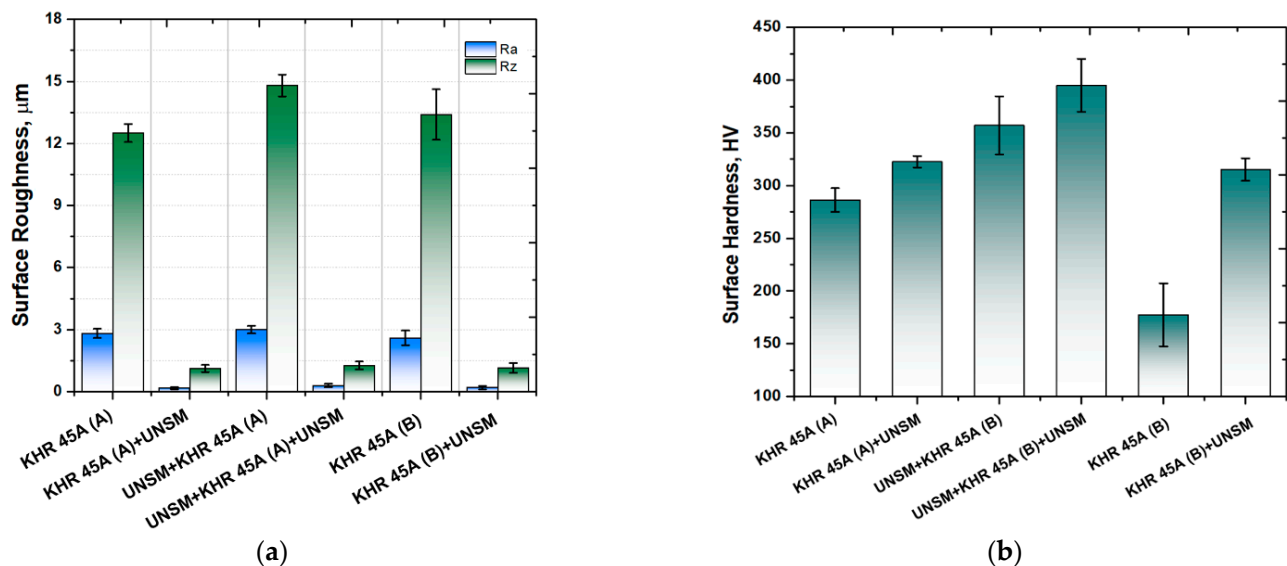 Surface Roughness, μm
18
15
12
9
6
3
0
Ra
Rz
KHR 45A (A)
KHR 45A (A)+UNSM
UNSM+KHR 45A (A)
UNSM+KHR 45A (A)+UNSM
KHR 45A (B)
KHR 45A (B)+UNSM
(a)
Surface Hardness, HV
450
400
350
300
250
200
150
100
KHR 45A (A)
KHR 45A (A)+UNSM
UNSM+KHR 45A (B)
UNSM+KHR 45A (B)+UNSM
KHR 45A (B)
KHR 45A (B)+UNSM
(b)